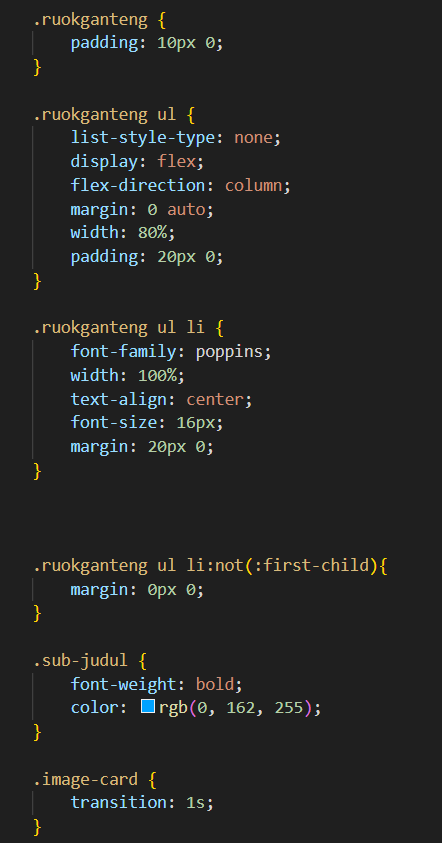 .ruokganteng {
    padding: 10px 0;
}
.ruokganteng ul {
    list-style-type: none;
    display: flex;
    flex-direction: column;
    margin: 0 auto;
    width: 80%;
    padding: 20px 0;
}
.ruokganteng ul li {
    font-family: poppins;
    width: 100%;
    text-align: center;
    font-size: 16px;
    margin: 20px 0;
}
.ruokganteng ul li:not(:first-child){
    margin: 0px 0;
}
.sub-judul {
    font-weight: bold;
    color: rgb(0, 162, 255);
}
.image-card {
    transition: 1s;
}